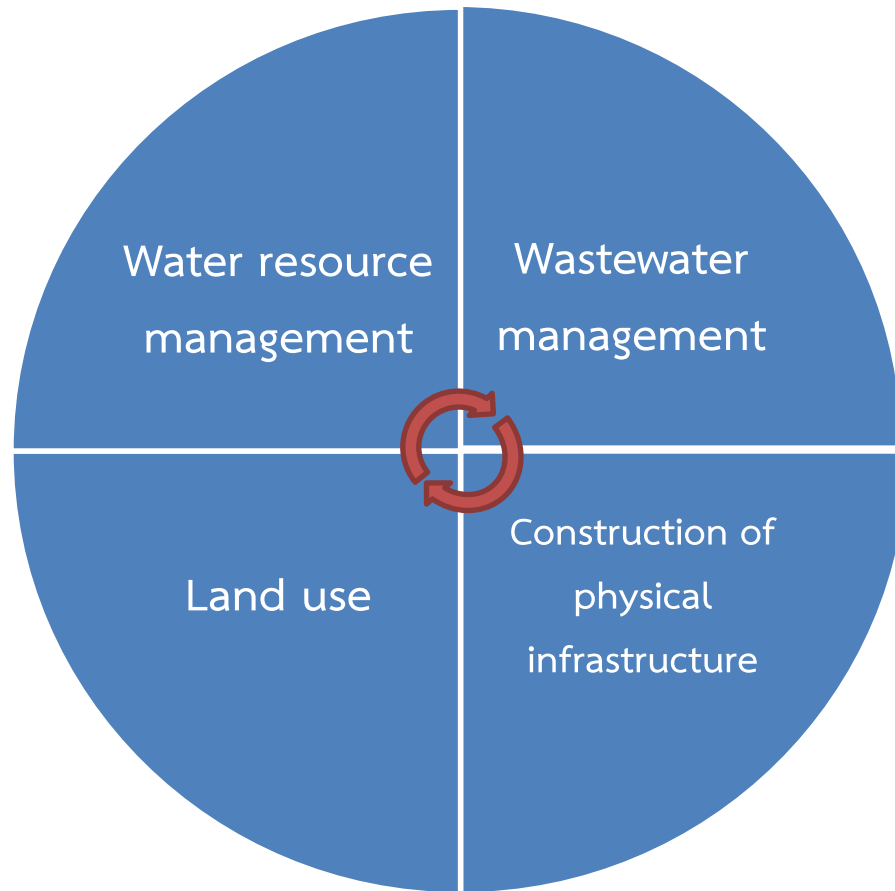 Water resource
management
Wastewater
management
Land use
Construction of
physical
infrastructure